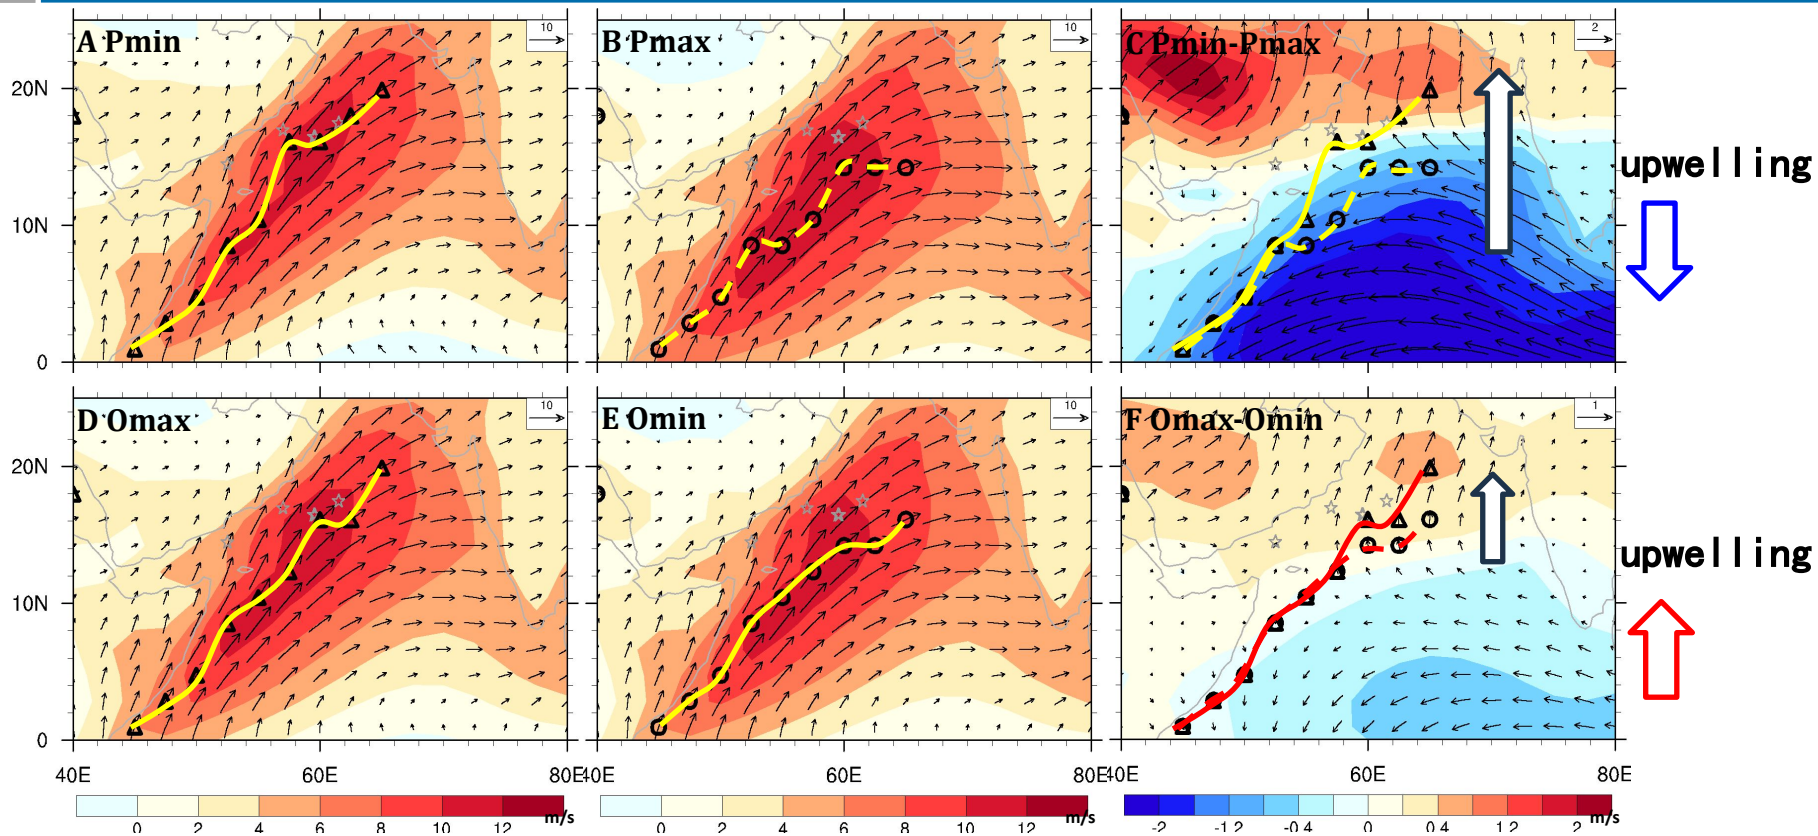 A Pmin
10
B Pmax
10
C Pmin-Pmax
2
20N
10N
0
upwelling
D Omax
10
E Omin
10
F Omax-Omin
1
20N
10N
0
upwelling
40E 60E 80E
40E 60E 80E
40E 60E 80E
0 2 4 6 8 10 12 m/s
0 2 4 6 8 10 12 m/s
-2 -1 2 -0 4 0 0 4 1 2 2 m/s